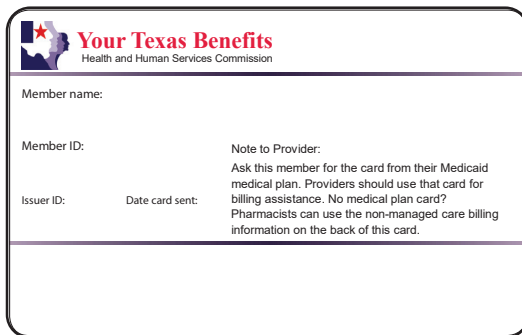 Your Texas Benefits
Health and Human Services Commission
Member name:
Member ID:
Note to Provider:
Ask this member for the card from their Medicaid
medical plan. Providers should use that card for
billing assistance. No medical plan card?
Pharmacists can use the non-managed care billing
information on the back of this card.
Issuer ID:
Date card sent: